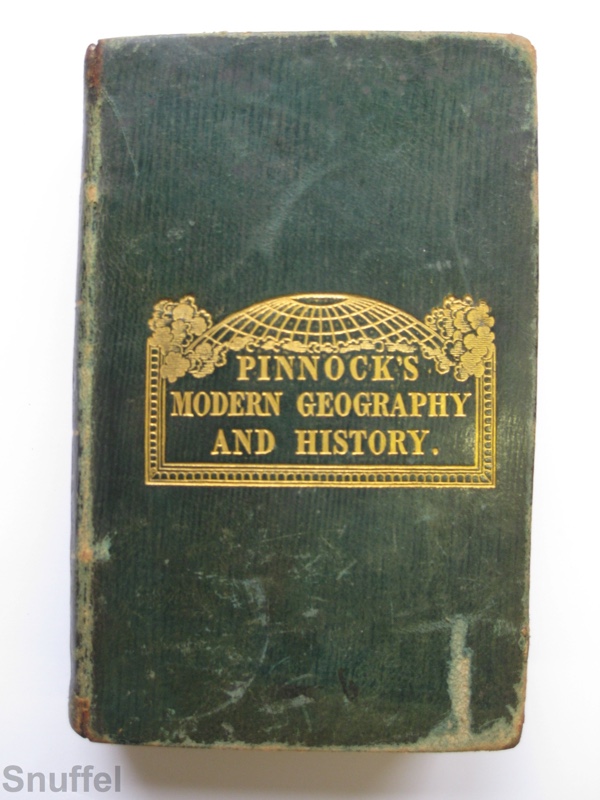 PINNOCK'S
MODERN GEOGRAPHY
AND HISTORY.
Snuffel